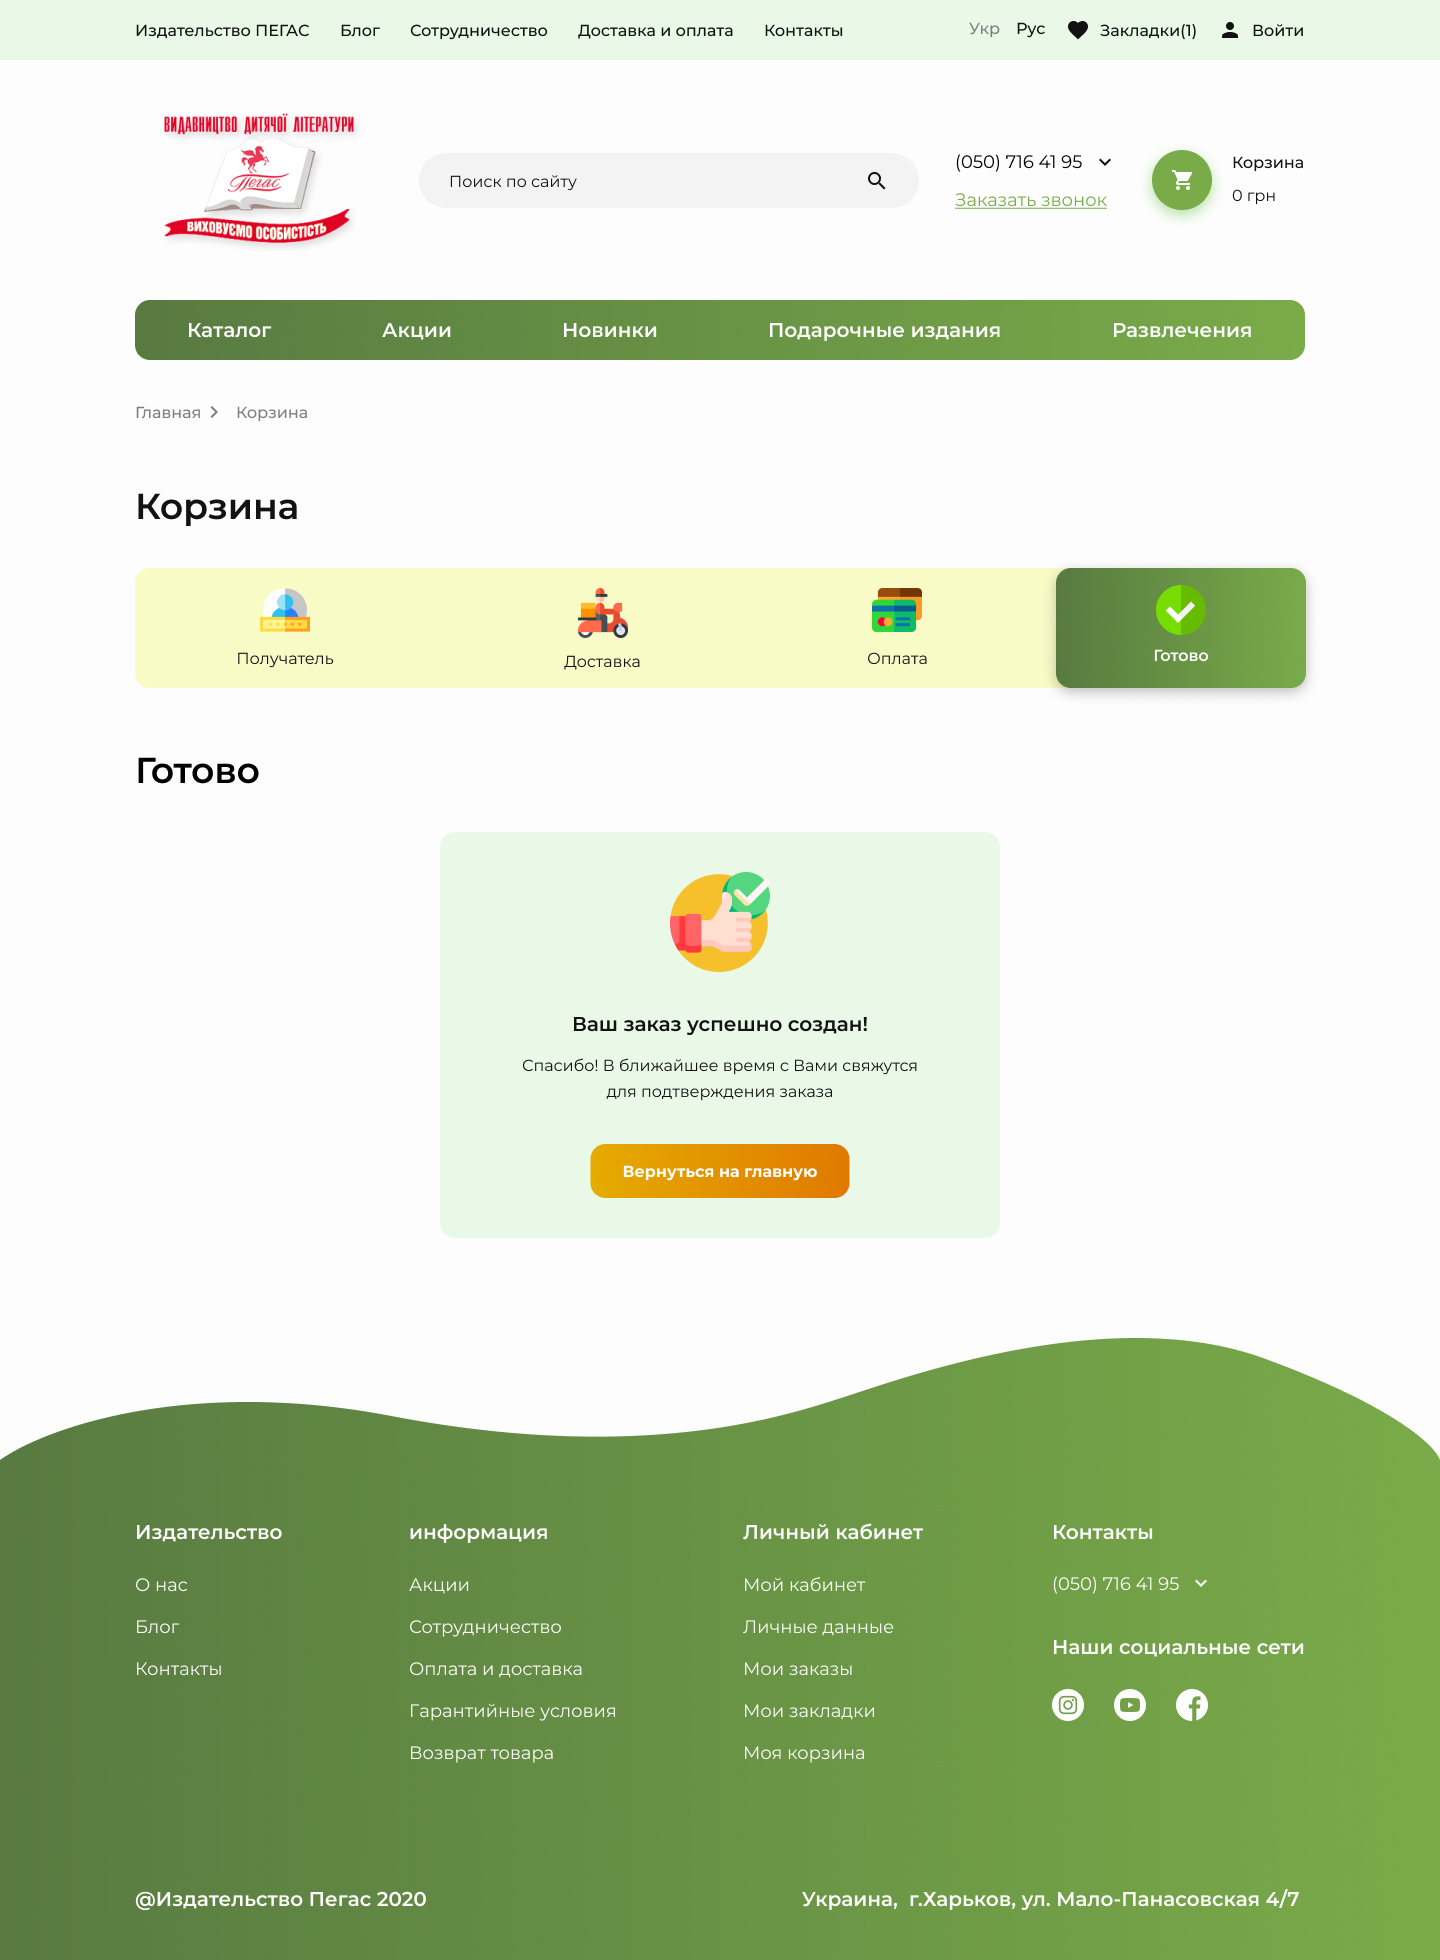 Издательство ПЕГАС Блог Сотрудничество Доставка и оплата Контакты Укр Рус Закладки(1) Войти
ВИДАВНИЦТВО ДИТЯЧОЇ ЛІТЕРАТУРИ
Пегас
ВИХОВУЄМО ОСОБИСТІСТЬ
Поиск по сайту
(050) 716 41 95
Заказать звонок
Корзина
0 грн
Каталог Акции Новинки Подарочные издания Развлечения
Главная Корзина
Корзина
Получатель Доставка Оплата Готово
Готово
Ваш заказ успешно создан!
Спасибо! В ближайшее время с Вами свяжутся
для подтверждения заказа
Вернуться на главную
Издательство
О нас
Блог
Контакты
информация
Акции
Сотрудничество
Оплата и доставка
Гарантийные условия
Возврат товара
Личный кабинет
Мой кабинет
Личные данные
Мои заказы
Мои закладки
Моя корзина
Контакты
(050) 716 41 95
Наши социальные сети
@Издательство Пегас 2020
Украина, г.Харьков, ул. Мало-Панасовская 4/7